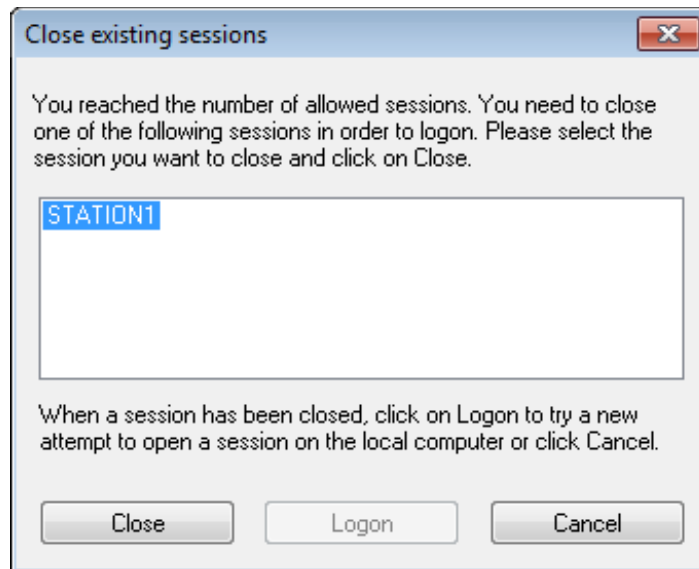 Close existing sessions
You reached the number of allowed sessions. You need to close
one of the following sessions in order to logon. Please select the
session you want to close and click on Close.
STATION1
When a session has been closed, click on Logon to try a new
attempt to open a session on the local computer or click Cancel.
Close Logon Cancel